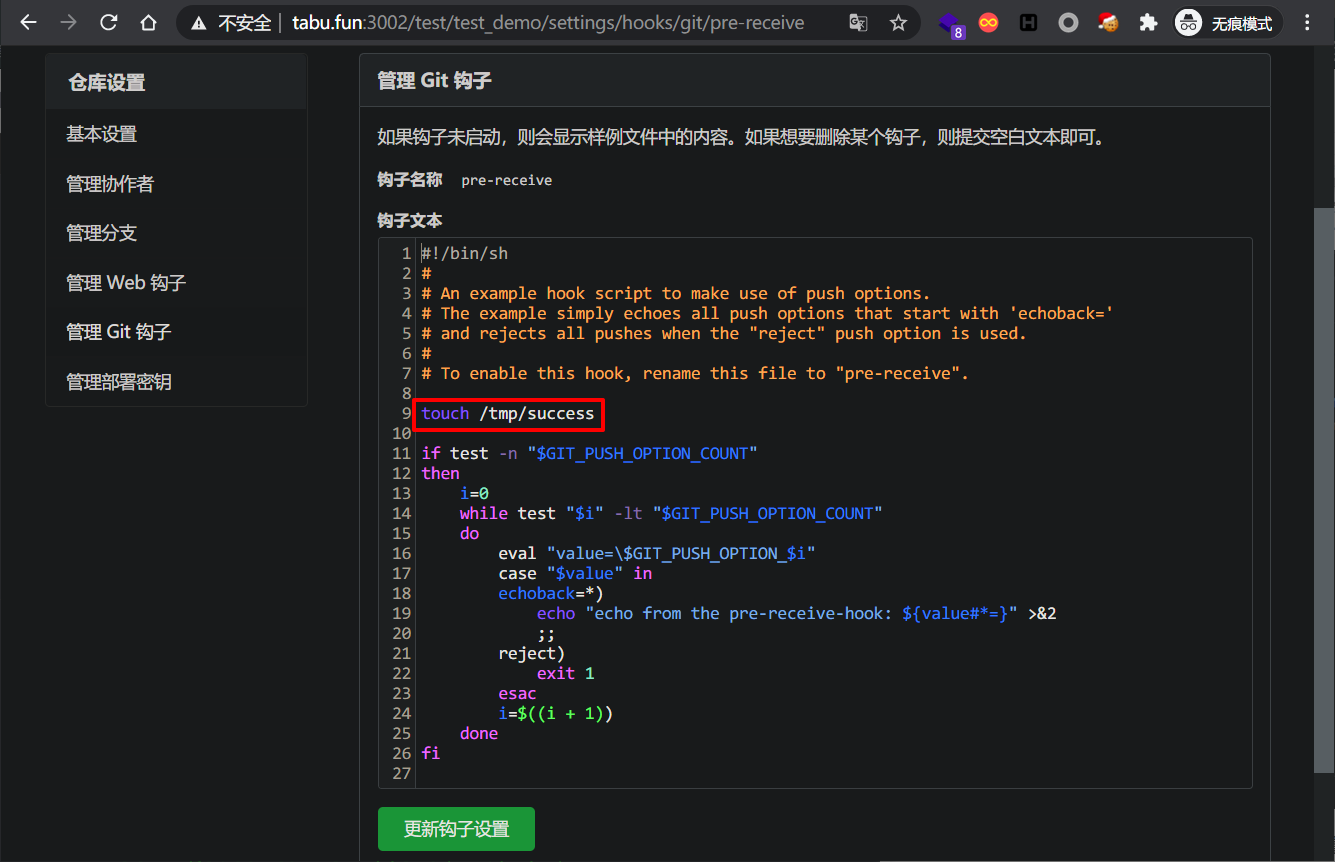 不安全 | tabu.fun:3002/test/test_demo/settings/hooks/git/pre-receive 8 H 无痕模式
仓库设置
基本设置
管理协作者
管理分支
管理 Web 钩子
管理 Git 钩子
管理部署密钥
管理 Git 钩子
如果钩子未启动，则会显示样例文件中的内容。如果想要删除某个钩子，则提交空白文本即可。
钩子名称 pre-receive
钩子文本
1 #!/bin/sh
2 #
3 # An example hook script to make use of push options.
4 # The example simply echoes all push options that start with 'echoback='
5 # and rejects all pushes when the "reject" push option is used.
6 #
7 # To enable this hook, rename this file to "pre-receive".
8
9 touch /tmp/success
10
11 if test -n "$GIT_PUSH_OPTION_COUNT"
12 then
13     i=0
14     while test "$i" -lt "$GIT_PUSH_OPTION_COUNT"
15     do
16         eval "value=\$GIT_PUSH_OPTION_$i"
17         case "$value" in
18         echoback=*)
19             echo "echo from the pre-receive-hook: ${value#*=}" >&2
20             ;;
21         reject)
22             exit 1
23         esac
24         i=$((i + 1))
25     done
26 fi
27
更新钩子设置